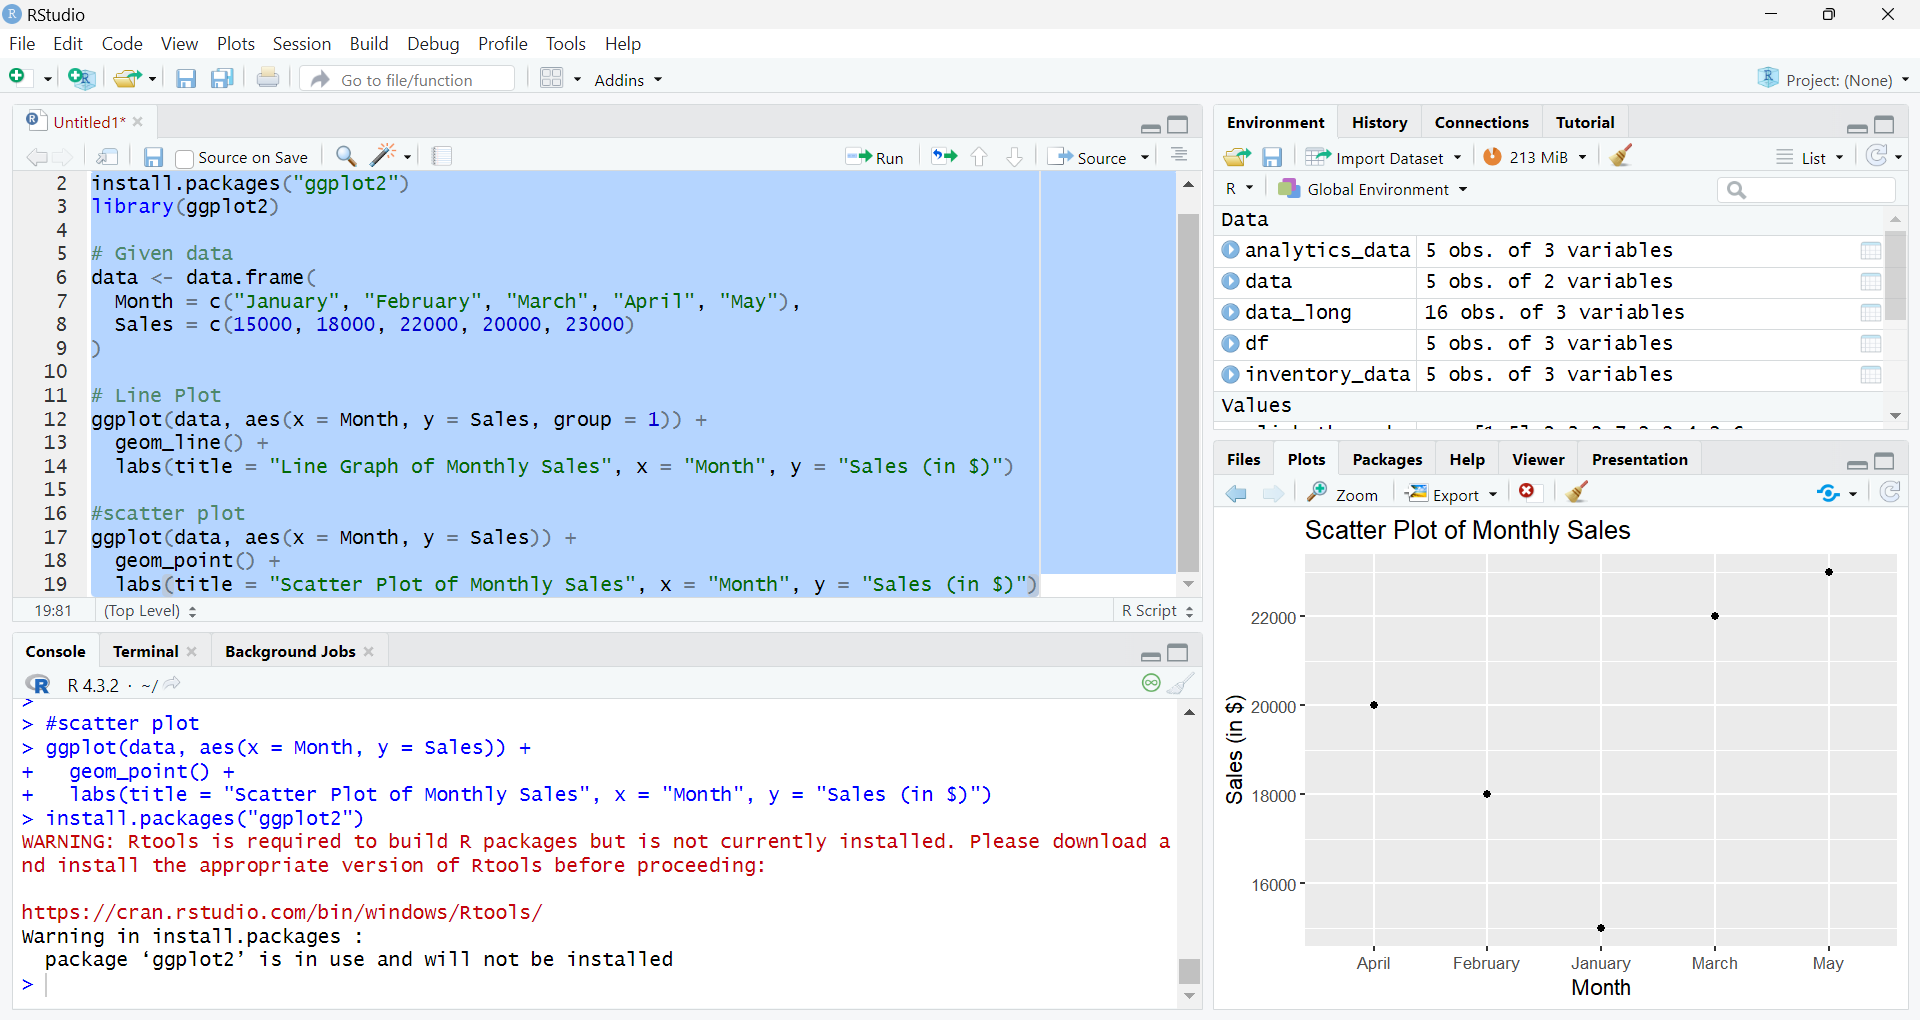 RStudio
File Edit Code View Plots Session Build Debug Profile Tools Help
Go to file/function Addins Project: (None)
Untitled1*
Source on Save Run Source
2 install.packages("ggplot2")
3 library(ggplot2)
4
5 # Given data
6 data <- data.frame(
7 Month = c("January", "February", "March", "April", "May"),
8 Sales = c(15000, 18000, 22000, 20000, 23000)
9 )
10
11 # Line Plot
12 ggplot(data, aes(x = Month, y = Sales, group = 1)) +
13 geom_line() +
14 labs(title = "Line Graph of Monthly Sales", x = "Month", y = "Sales (in $)")
15
16 #scatter plot
17 ggplot(data, aes(x = Month, y = Sales)) +
18 geom_point() +
19 labs(title = "Scatter Plot of Monthly Sales", x = "Month", y = "Sales (in $)")
19:81 (Top Level) R Script
Console Terminal Background Jobs
R 4.3.2 · ~/
>
> #scatter plot
> ggplot(data, aes(x = Month, y = Sales)) +
+ geom_point() +
+ labs(title = "Scatter Plot of Monthly Sales", x = "Month", y = "Sales (in $)")
> install.packages("ggplot2")
WARNING: Rtools is required to build R packages but is not currently installed. Please download a
nd install the appropriate version of Rtools before proceeding:
https://cran.rstudio.com/bin/windows/Rtools/
Warning in install.packages :
package ‘ggplot2’ is in use and will not be installed
>
Environment History Connections Tutorial
Import Dataset 213 MiB List
R Global Environment
Data
analytics_data 5 obs. of 3 variables
data 5 obs. of 2 variables
data_long 16 obs. of 3 variables
df 5 obs. of 3 variables
inventory_data 5 obs. of 3 variables
Values
Files Plots Packages Help Viewer Presentation
Zoom Export
Scatter Plot of Monthly Sales
22000
20000
18000
16000
Sales (in $)
April February January March May
Month